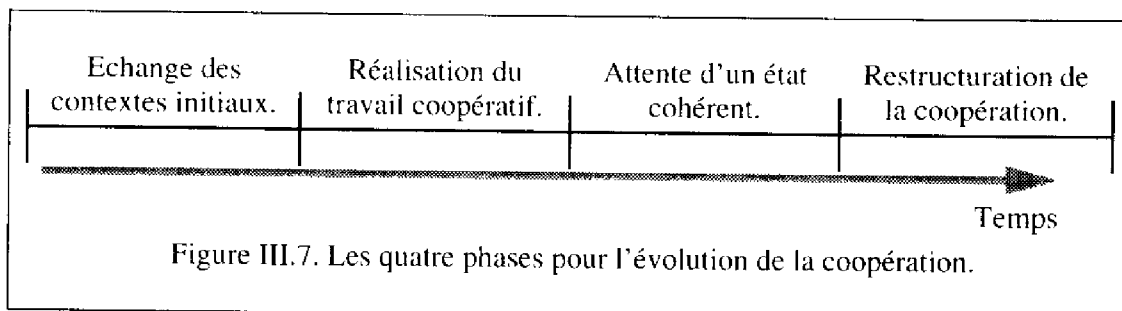 Echange des
contextes initiaux.
Réalisation du
travail coopératif.
Attente d'un état
cohérent.
Restructuration de
la coopération.
Temps
Figure III.7. Les quatre phases pour l'évolution de la coopération.